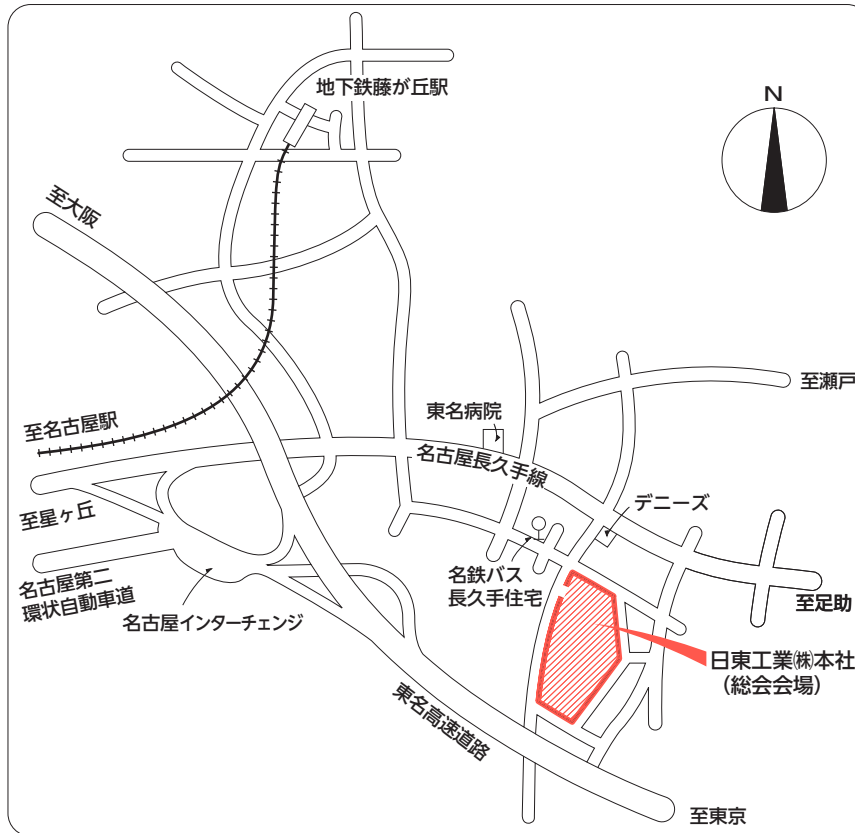 地下鉄藤が丘駅
N
至大阪
至瀬戸
東名病院
至名古屋駅
名古屋長久手線
至星ヶ丘
デニーズ
名古屋第二
環状自動車道
名古屋インターチェンジ
名鉄バス
長久手住宅
至足助
日東工業㈱本社
(総会会場)
東名高速道路
至東京